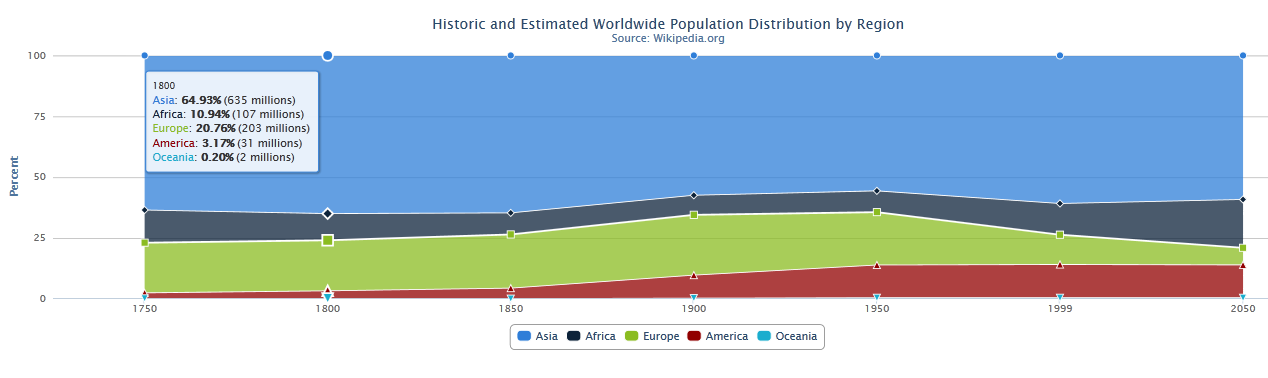 Historic and Estimated Worldwide Population Distribution by Region
Source: Wikipedia.org
Percent
100
75
50
25
0
1800
Asia: 64.93% (635 millions)
Africa: 10.94% (107 millions)
Europe: 20.76% (203 millions)
America: 3.17% (31 millions)
Oceania: 0.20% (2 millions)
1750 1800 1850 1900 1950 1999 2050
Asia Africa Europe America Oceania